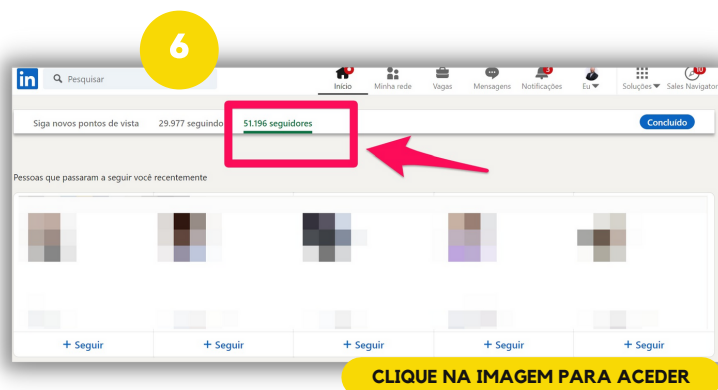 6
in Pesquisar
Início Minha rede Vagas Mensagens Notificações 3 Eu Soluções Sales Navigator 10
Siga novos pontos de vista 29.977 seguindo 51.196 seguidores Concluído
Pessoas que passaram a seguir você recentemente
+ Seguir + Seguir + Seguir + Seguir + Seguir
CLIQUE NA IMAGEM PARA ACEDER